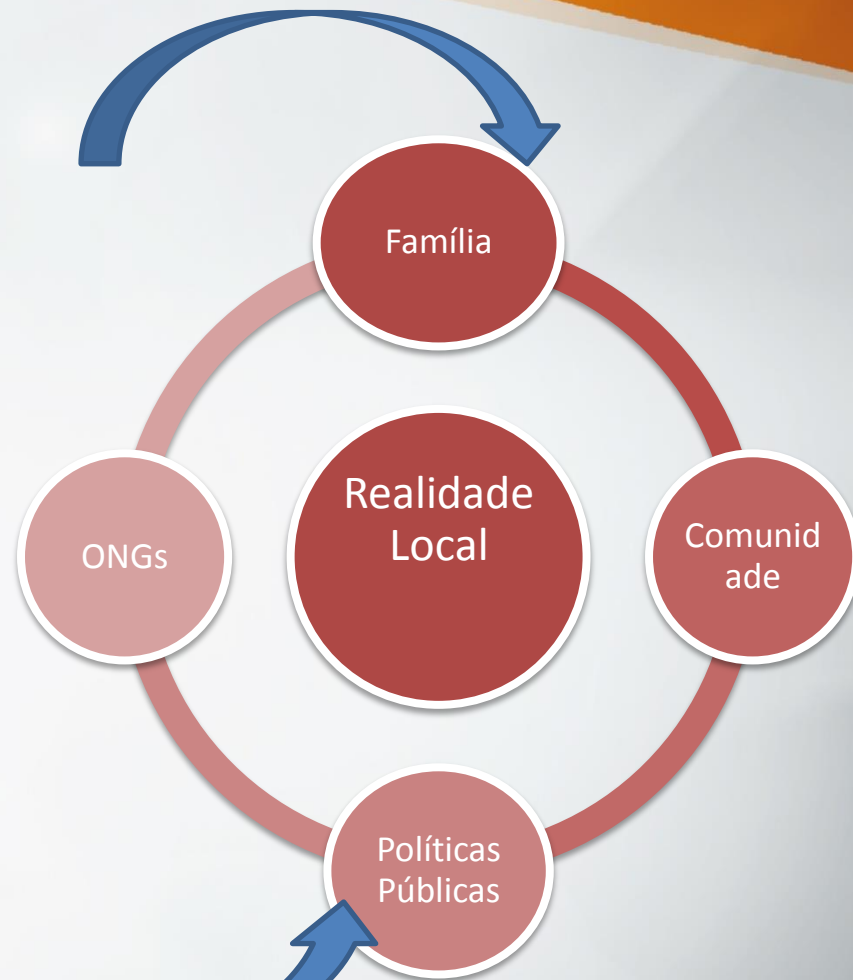 Família
Realidade
Local
ONGs
Comunid
ade
Políticas
Públicas